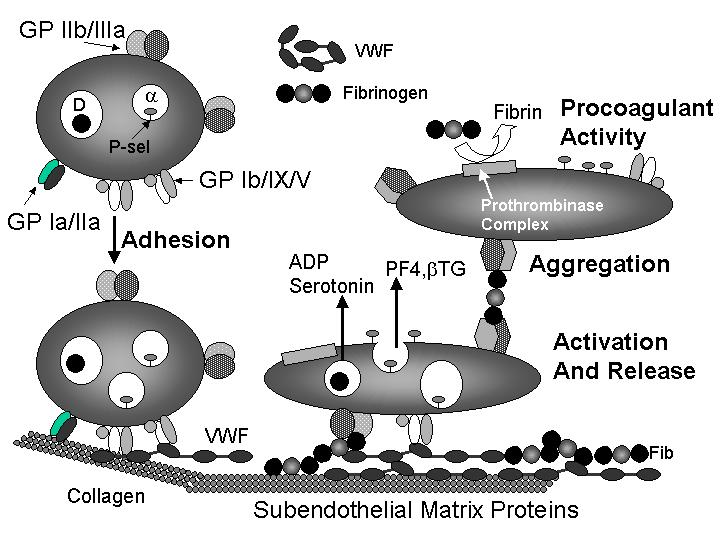 GP IIb/IIIa
VWF
Fibrinogen
D
α
P-sel
GP Ib/IX/V
GP Ia/IIa
Adhesion
Fibrin
Procoagulant
Activity
Prothrombinase
Complex
ADP
Serotonin
PF4,βTG
Aggregation
Activation
And Release
VWF
Fib
Collagen
Subendothelial Matrix Proteins